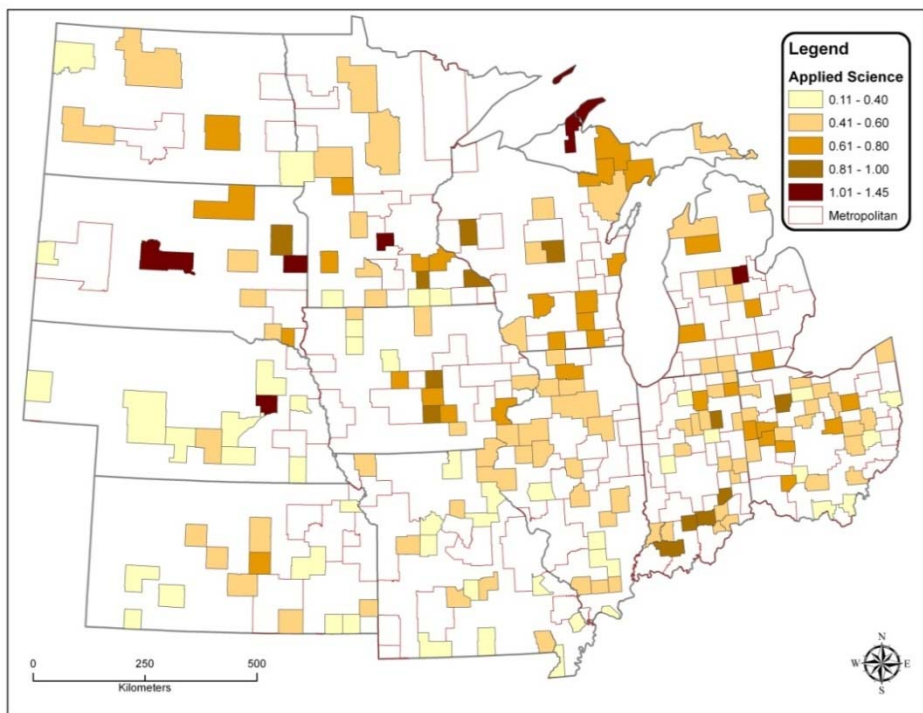 Legend
Applied Science
0.11 - 0.40
0.41 - 0.60
0.61 - 0.80
0.81 - 1.00
1.01 - 1.45
Metropolitan
0 250 500
Kilometers
N
W E
S